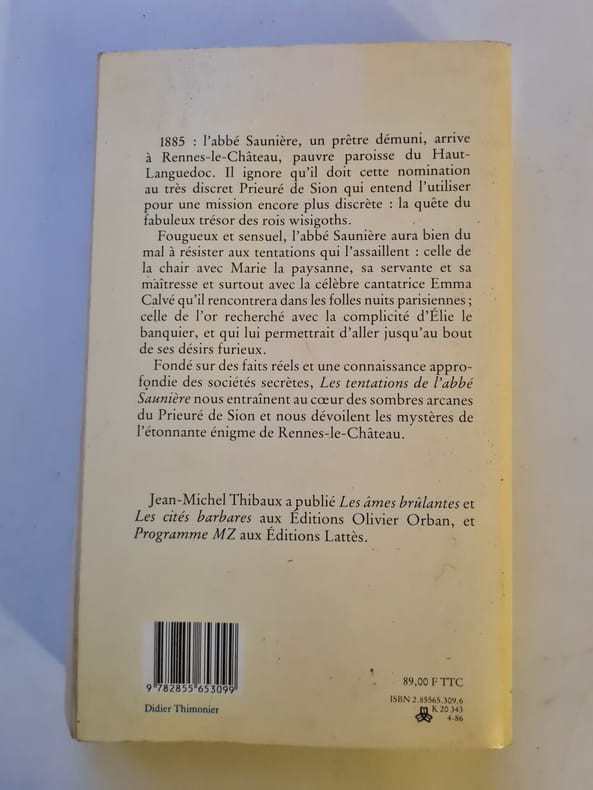 1885 : l'abbé Saunière, un prêtre démuni, arrive
à Rennes-le-Château, pauvre paroisse du Haut-
Languedoc. Il ignore qu'il doit cette nomination
au très discret Prieuré de Sion qui entend l'utiliser
pour une mission encore plus discrète : la quête du
fabuleux trésor des rois wisigoths.
Fougueux et sensuel, l'abbé Saunière aura bien du
mal à résister aux tentations qui l'assaillent : celle de
la chair avec Marie la paysanne, sa servante et sa
maîtresse et surtout avec la célèbre cantatrice Emma
Calvé qu'il rencontrera dans les folles nuits parisiennes ;
celle de l'or recherché avec la complicité d'Élie le
banquier, et qui lui permettrait d'aller jusqu'au bout
de ses désirs furieux.
Fondé sur des faits réels et une connaissance appro-
fondie des sociétés secrètes, Les tentations de l'abbé
Saunière nous entraînent au cœur des sombres arcanes
du Prieuré de Sion et nous dévoilent les mystères de
l'étonnante énigme de Rennes-le-Château.
Jean-Michel Thibaux a publié Les âmes brûlantes et
Les cités barbares aux Éditions Olivier Orban, et
Programme MZ aux Éditions Lattès.
9 782855 653099
Didier Thimonier
89,00 F TTC
ISBN 2.85565.309.6
K 20 343
4-86